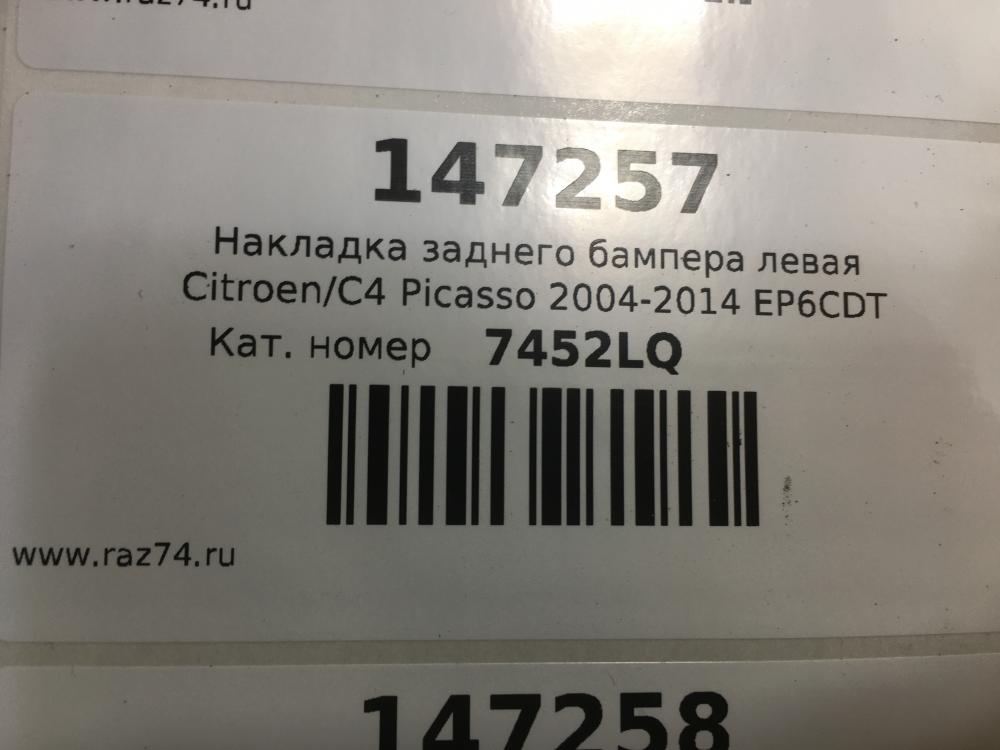 147257
Накладка заднего бампера левая
Citroen/C4 Picasso 2004-2014 EP6CDT
Кат. номер 7452LQ
www.raz74.ru
147258